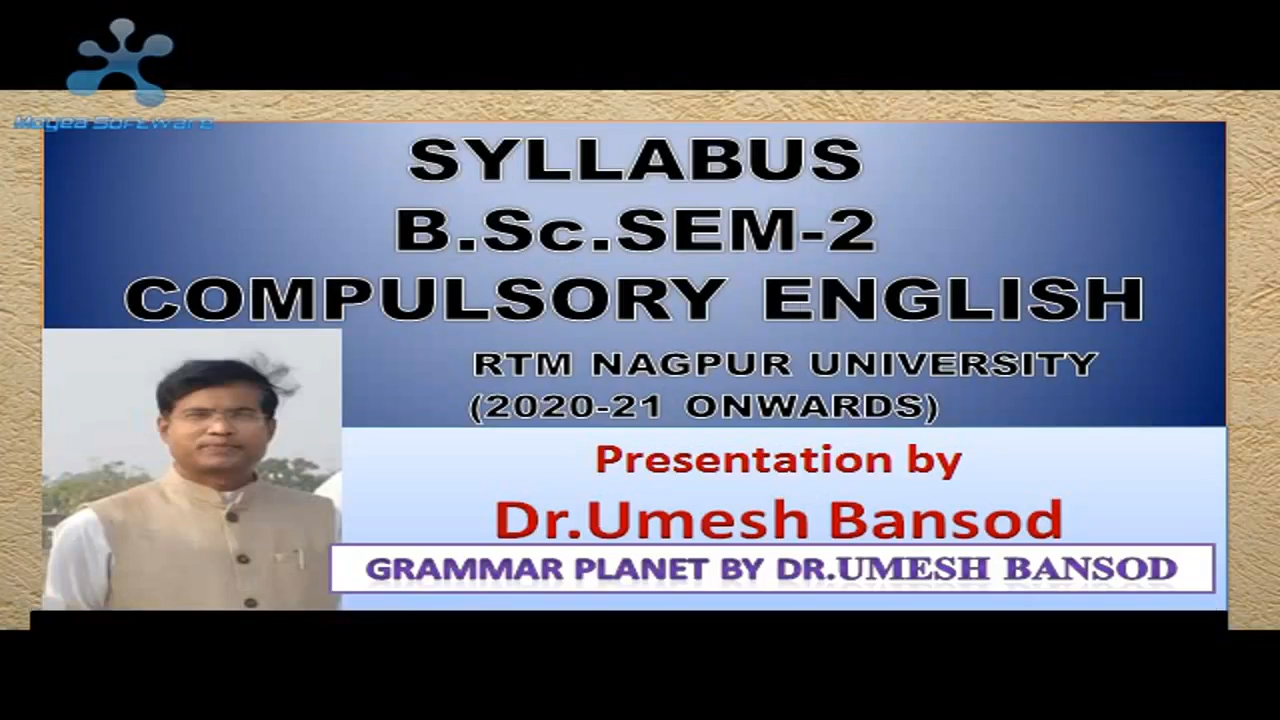 Moyea Software
SYLLABUS
B.Sc.SEM-2
COMPULSORY ENGLISH
RTM NAGPUR UNIVERSITY
(2020-21 ONWARDS)
Presentation by
Dr.Umesh Bansod
GRAMMAR PLANET BY DR.UMESH BANSOD